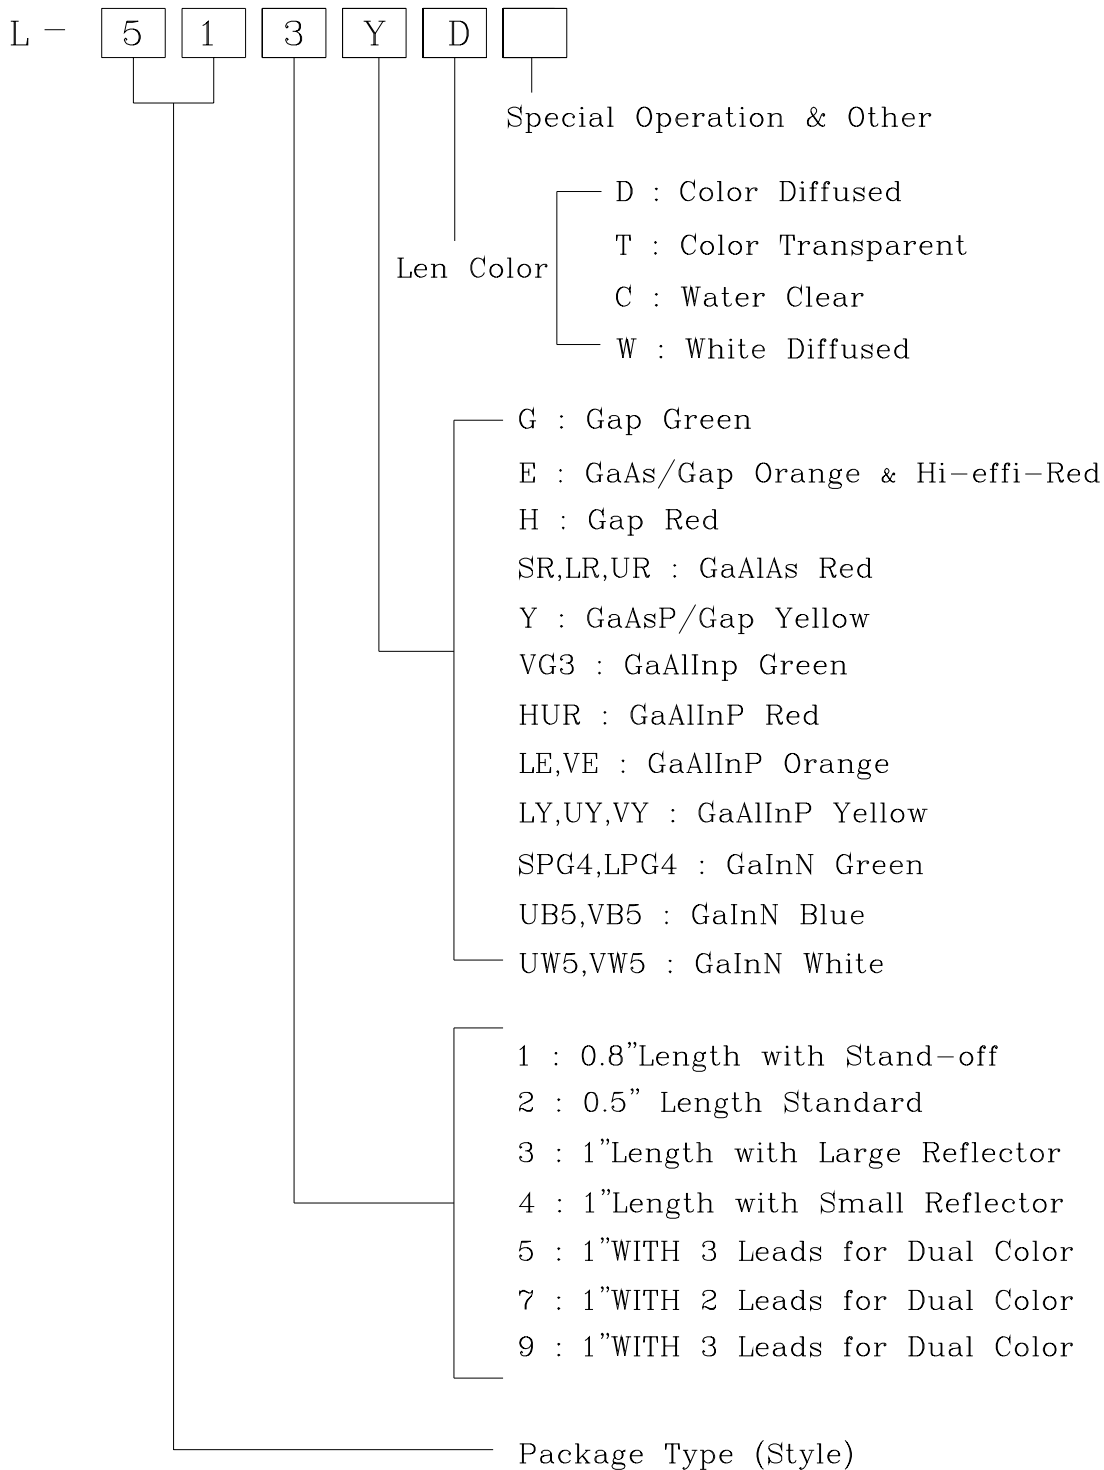 L- 5 1 3 Y D
Special Operation & Other
D : Color Diffused
T : Color Transparent
Len Color
C : Water Clear
W : White Diffused
G : Gap Green
E : GaAs/Gap Orange & Hi-effi-Red
H : Gap Red
SR,LR,UR : GaAlAs Red
Y : GaAsP/Gap Yellow
VG3 : GaAlInp Green
HUR : GaAlInP Red
LE,VE : GaAlInP Orange
LY,UY,VY : GaAlInP Yellow
SPG4,LPG4 : GaInN Green
UB5,VB5 : GaInN Blue
UW5,VW5 : GaInN White
1 : 0.8”Length with Stand-off
2 : 0.5” Length Standard
3 : 1”Length with Large Reflector
4 : 1”Length with Small Reflector
5 : 1”WITH 3 Leads for Dual Color
7 : 1”WITH 2 Leads for Dual Color
9 : 1”WITH 3 Leads for Dual Color
Package Type (Style)